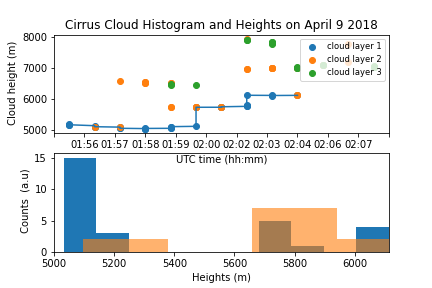 Cirrus Cloud Histogram and Heights on April 9 2018
Cloud height (m)
8000
7000
6000
5000
cloud layer 1
cloud layer 2
cloud layer 3
01:56 01:57 01:58 01:59 02:00 02:01 02:02 02:03 02:04 02:05 02:06 02:07
UTC time (hh:mm)
Counts  (a.u)
15
10
5
0
5000 5200 5400 5600 5800 6000
Heights (m)